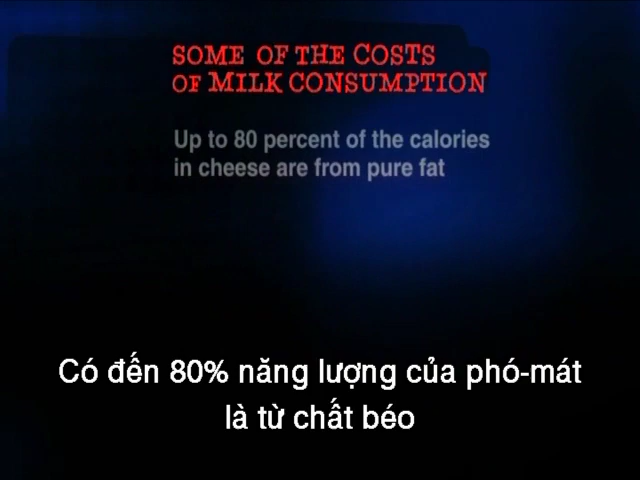 SOME OF THE COSTS
OF MILK CONSUMPTION
Up to 80 percent of the calories
in cheese are from pure fat
Có đến 80% năng lượng của phó-mát
là từ chất béo